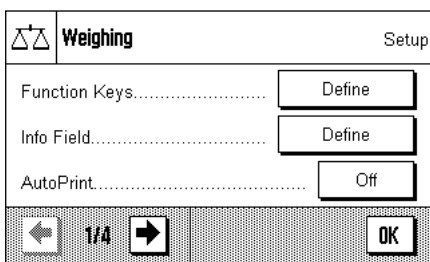 Weighing Setup
Function Keys........................ Define
Info Field.................................. Define
AutoPrint........................................... Off
1/4 OK